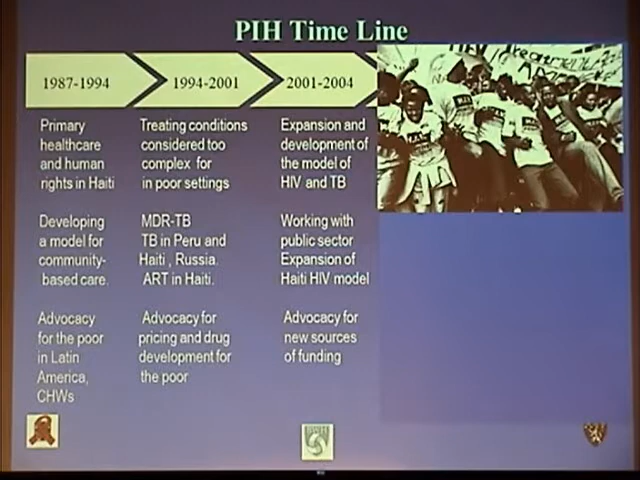 PIH Time Line
1987-1994
1994-2001
2001-2004
Primary
healthcare
and human
rights in Haiti
Treating conditions
considered too
complex for
in poor settings
Expansion and
development of
the model of
HIV and TB
Developing
a model for
community-
based care.
MDR-TB
TB in Peru and
Haiti , Russia.
ART in Haiti.
Working with
public sector
Expansion of
Haiti HIV model
Advocacy
for the poor
in Latin
America,
CHWs
Advocacy for
pricing and drug
development for
the poor
Advocacy for
new sources
of funding